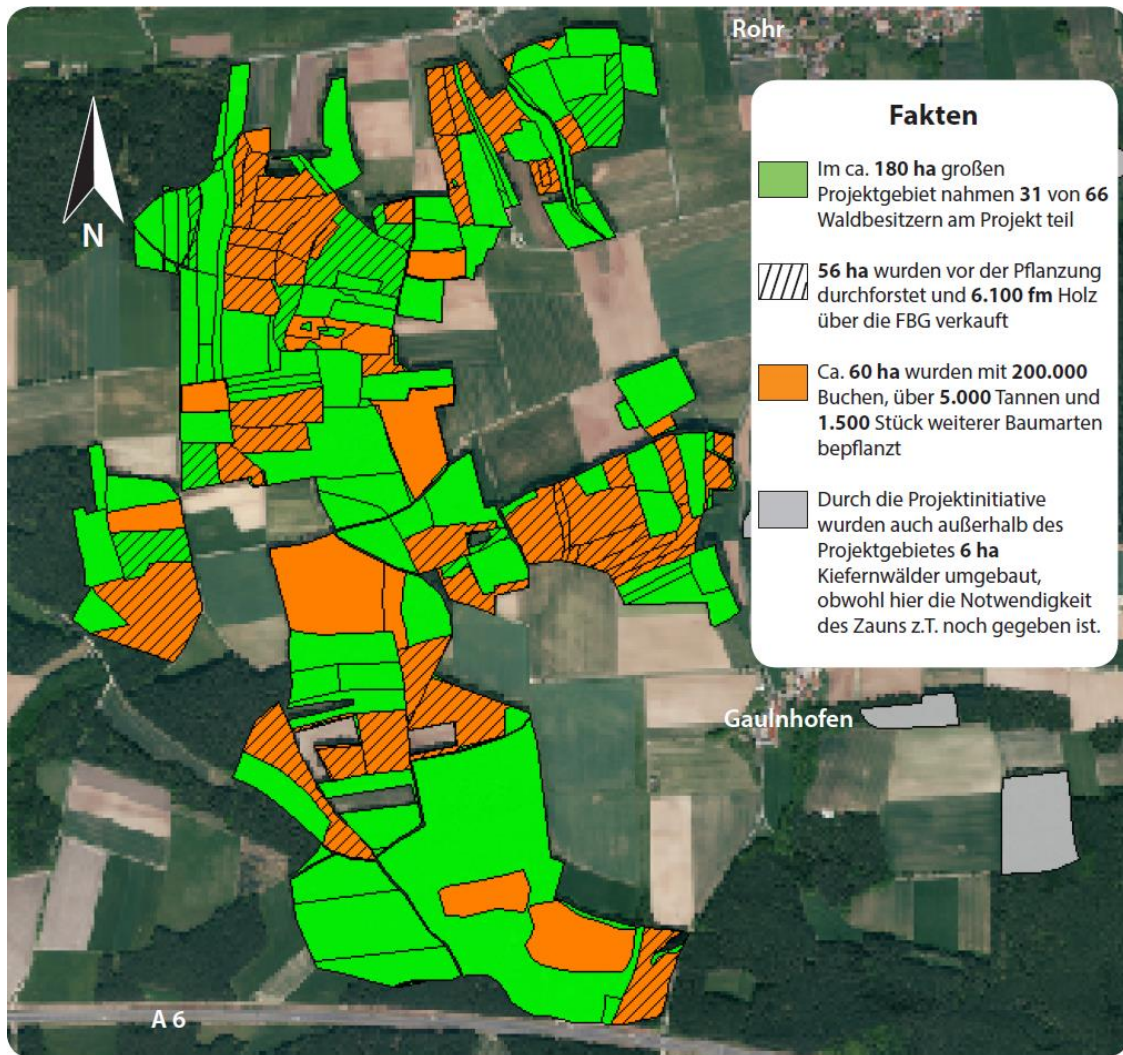 Rohr
Fakten
Im ca. 180 ha großen
Projektgebiet nahmen 31 von 66
Waldbesitzern am Projekt teil
N
56 ha wurden vor der Pflanzung
durchforstet und 6.100 fm Holz
über die FBG verkauft
Ca. 60 ha wurden mit 200.000
Buchen, über 5.000 Tannen und
1.500 Stück weiterer Baumarten
bepflanzt
Durch die Projektinitiative
wurden auch außerhalb des
Projektgebietes 6 ha
Kiefernwälder umgebaut,
obwohl hier die Notwendigkeit
des Zauns z.T. noch gegeben ist.
Gaulnhofen
A 6